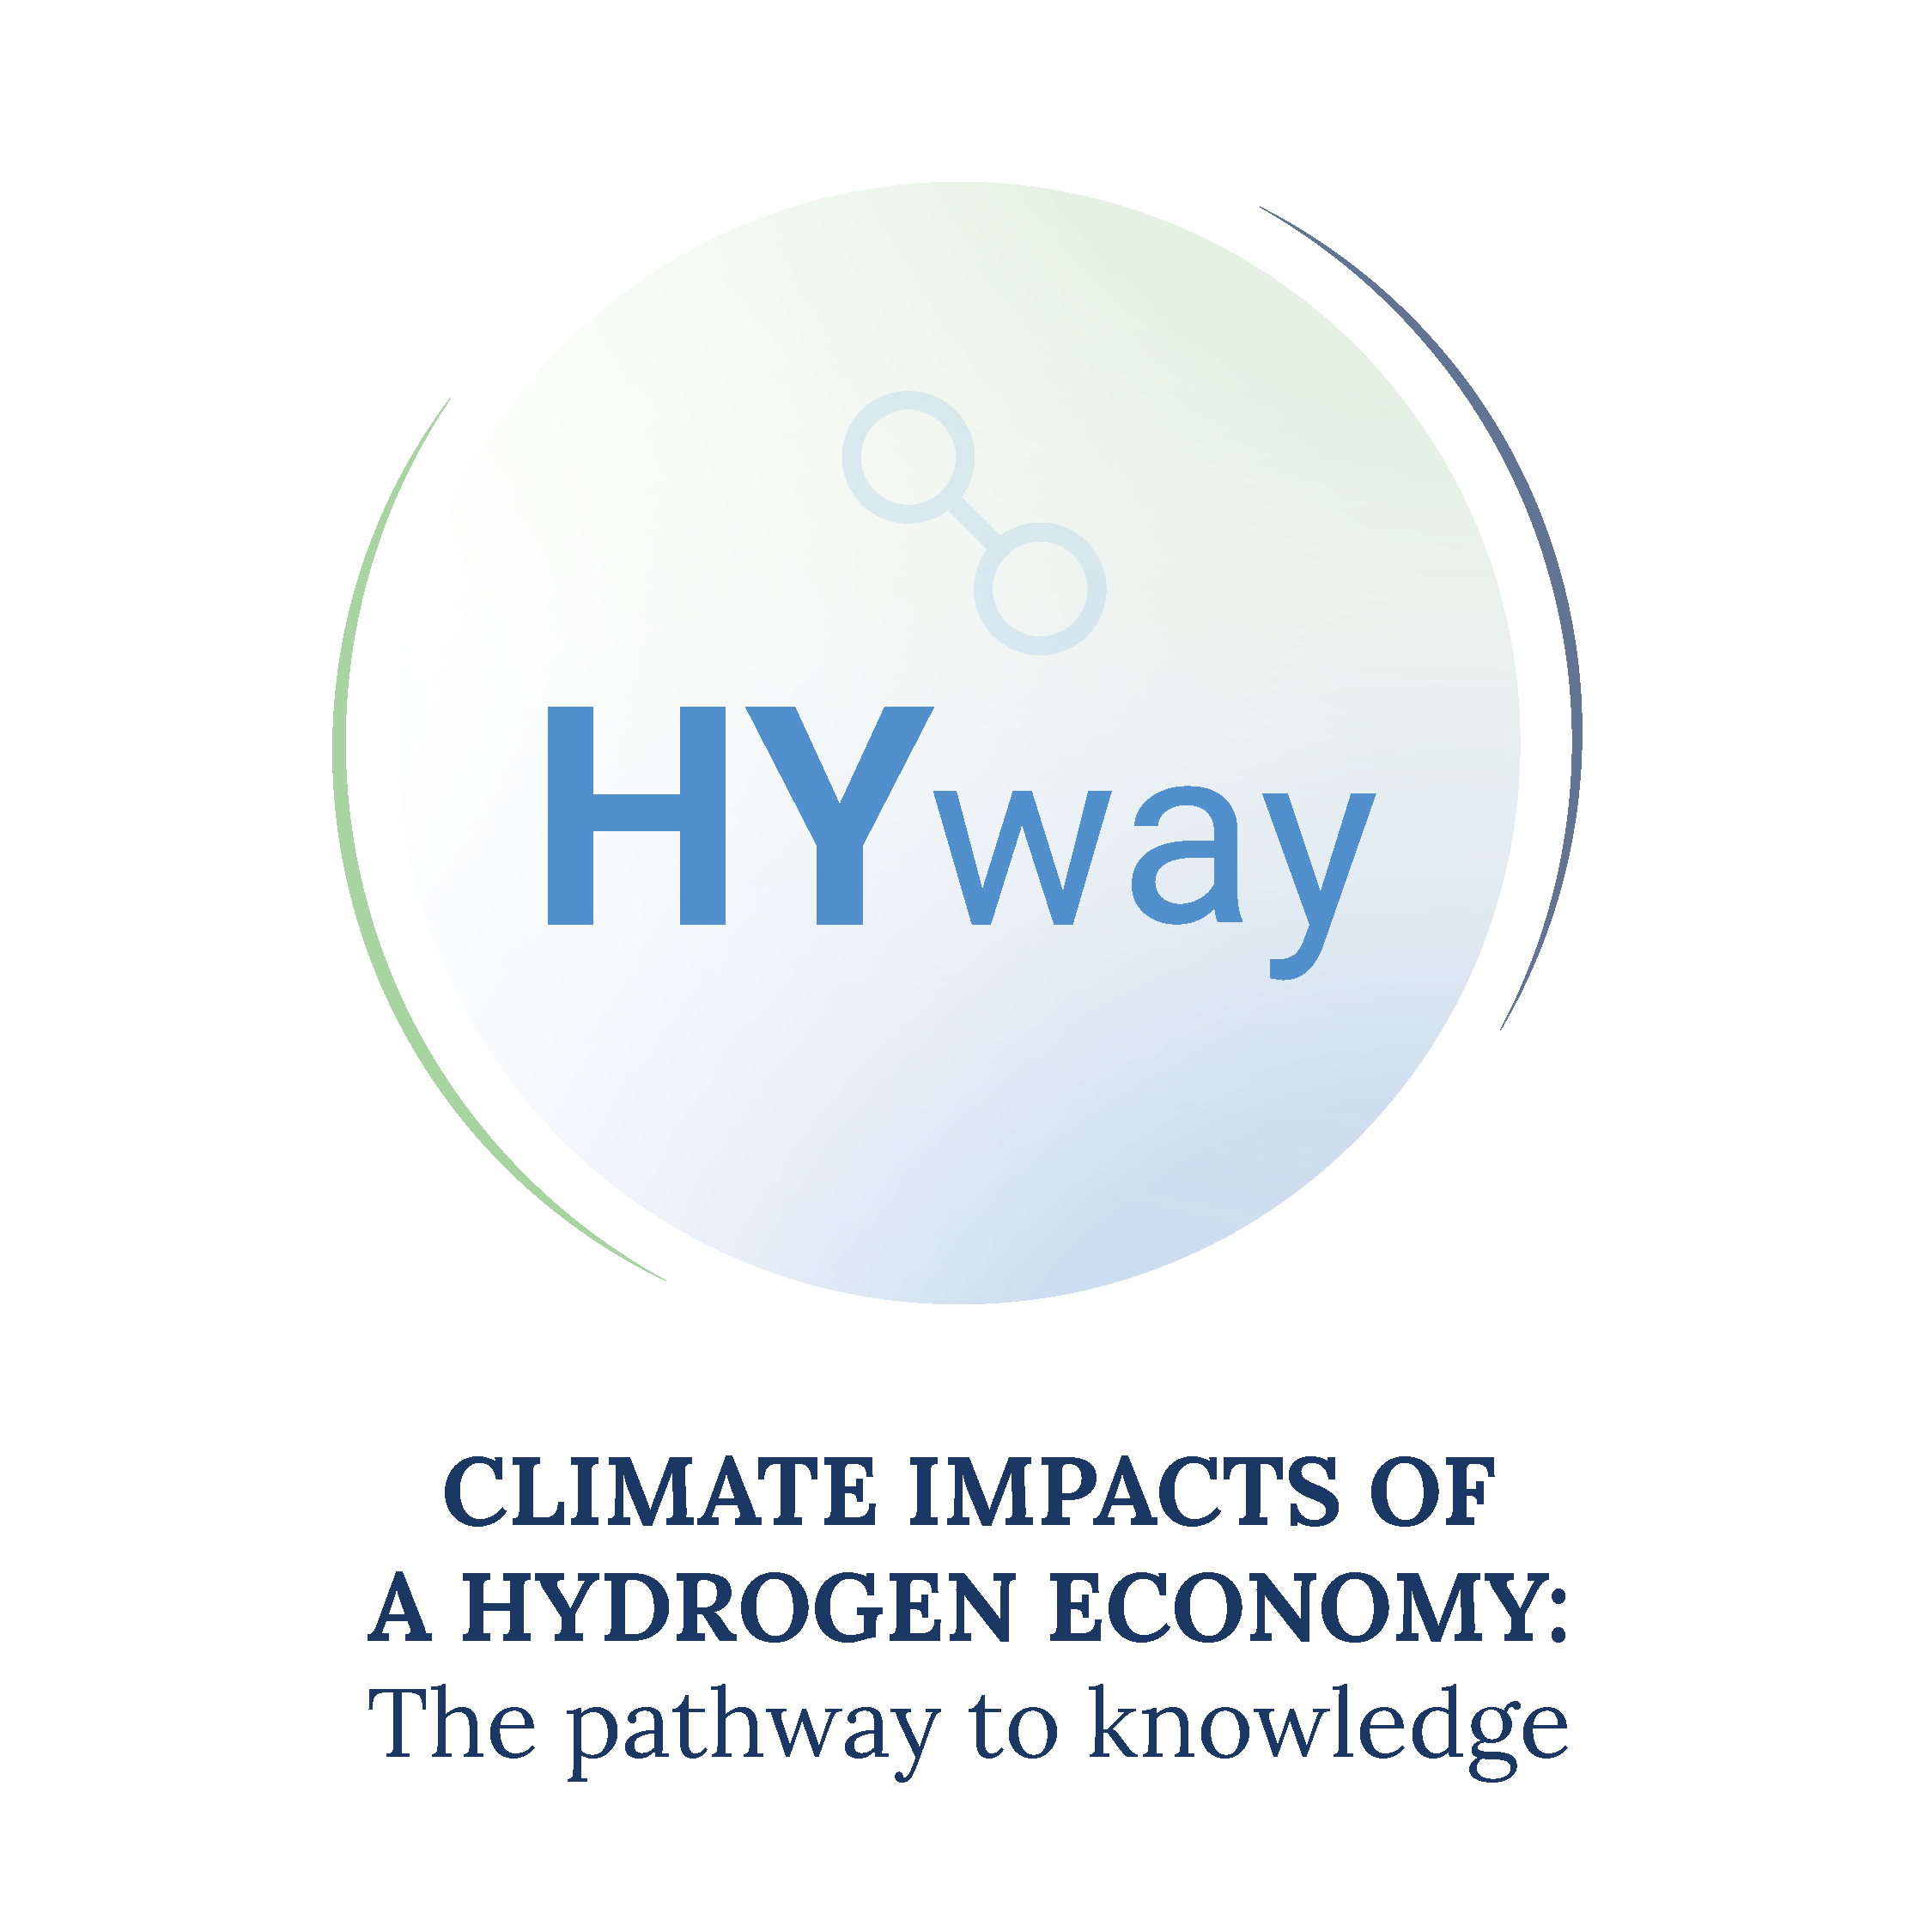 HYway
CLIMATE IMPACTS OF
A HYDROGEN ECONOMY:
The pathway to knowledge